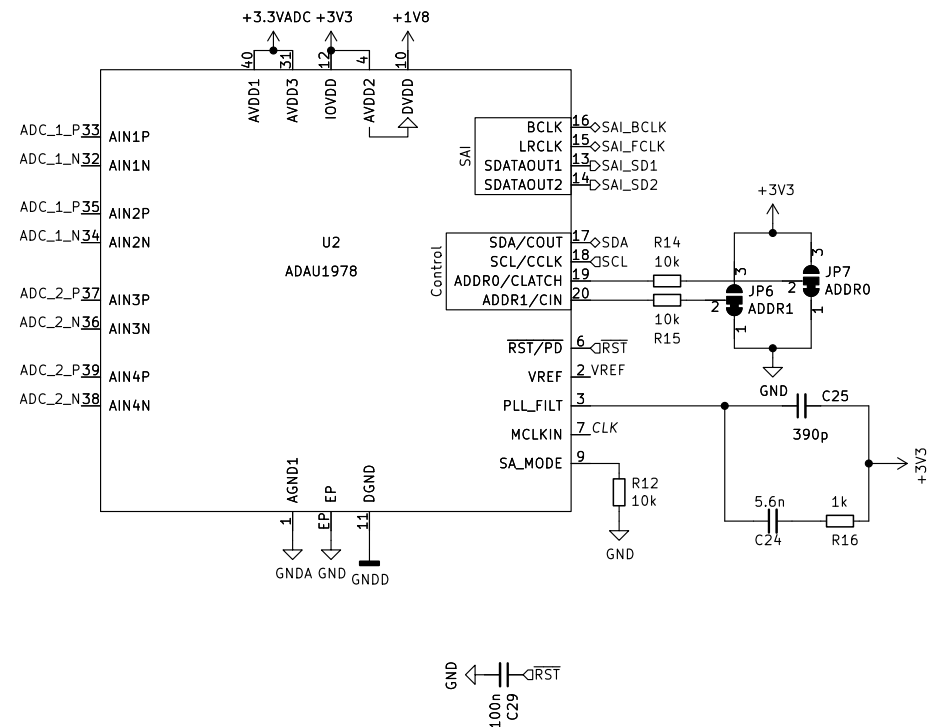 +3.3VADC +3V3 +1V8
40 31 12 4 10
AVDD1 AVDD3 IOVDD AVDD2 DVDD
ADC_1_P 33 AIN1P
ADC_1_N 32 AIN1N
ADC_1_P 35 AIN2P
ADC_1_N 34 AIN2N
ADC_2_P 37 AIN3P
ADC_2_N 36 AIN3N
ADC_2_P 39 AIN4P
ADC_2_N 38 AIN4N
U2
ADAU1978
SAI
BCLK 16 SAI_BCLK
LRCLK 15 SAI_FCLK
SDATAOUT1 13 SAI_SD1
SDATAOUT2 14 SAI_SD2
Control
SDA/COUT 17 SDA
SCL/CCLK 18 SCL
ADDR0/CLATCH 19
ADDR1/CIN 20
R14
10k
10k
R15
+3V3
3
JP7
2 ADDR0
1
3
JP6
2 ADDR1
1
GND
RST/PD 6 RST
VREF 2 VREF
PLL_FILT 3
MCLKIN 7 CLK
SA_MODE 9
R12
10k
GND
C25
390p
+3V3
5.6n
C24
1k
R16
AGND1 EP DGND
1 EP 11
GNDA GND GNDD
GND
RST
100n
C29